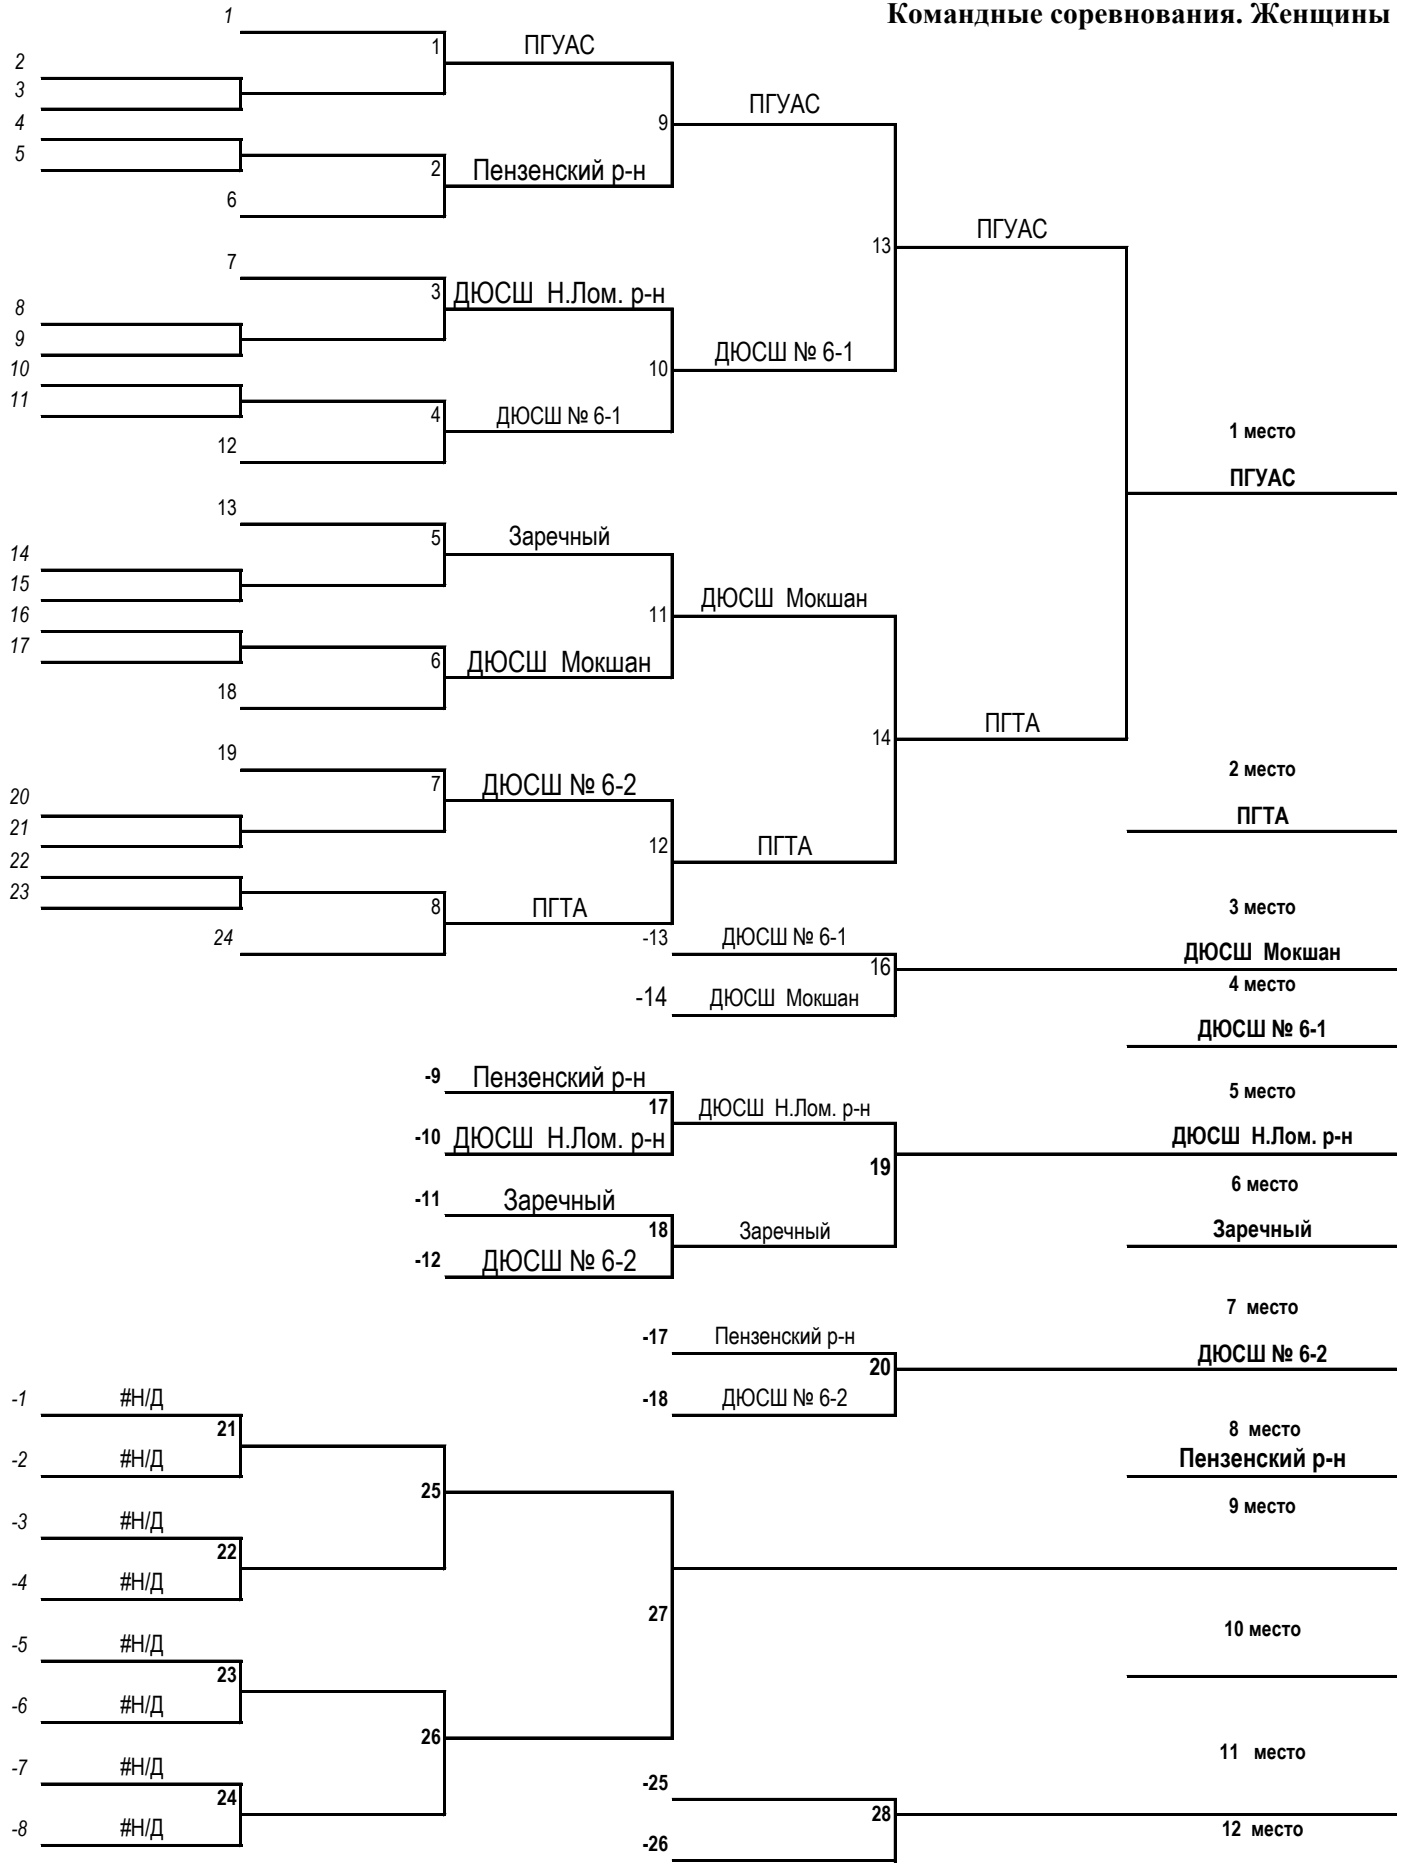 Командные соревнования. Женщины
1
1 ПГУАС
2
3
ПГУАС
4
9
5
2 Пензенский р-н
6
ПГУАС
13
7
3 ДЮСШ Н.Лом. р-н
8
9
ДЮСШ № 6-1
10
10
11
4 ДЮСШ № 6-1
12
1 место
ПГУАС
13
5 Заречный
14
15
ДЮСШ Мокшан
16
11
17
6 ДЮСШ Мокшан
18
ПГТА
14
19
2 место
7 ДЮСШ № 6-2
20
ПГТА
21
12 ПГТА
22
23
8 ПГТА
3 место
24
-13 ДЮСШ № 6-1
ДЮСШ Мокшан
16
4 место
-14 ДЮСШ Мокшан
ДЮСШ № 6-1
-9 Пензенский р-н
5 место
17 ДЮСШ Н.Лом. р-н
-10 ДЮСШ Н.Лом. р-н
ДЮСШ Н.Лом. р-н
19
6 место
-11 Заречный
18 Заречный
Заречный
-12 ДЮСШ № 6-2
7 место
-17 Пензенский р-н
ДЮСШ № 6-2
20
-1 #Н/Д
-18 ДЮСШ № 6-2
21
8 место
-2 #Н/Д
Пензенский р-н
25
9 место
-3 #Н/Д
22
-4 #Н/Д
27
10 место
-5 #Н/Д
23
-6 #Н/Д
26
11 место
-7 #Н/Д
-25
24
28
12 место
-8 #Н/Д
-26